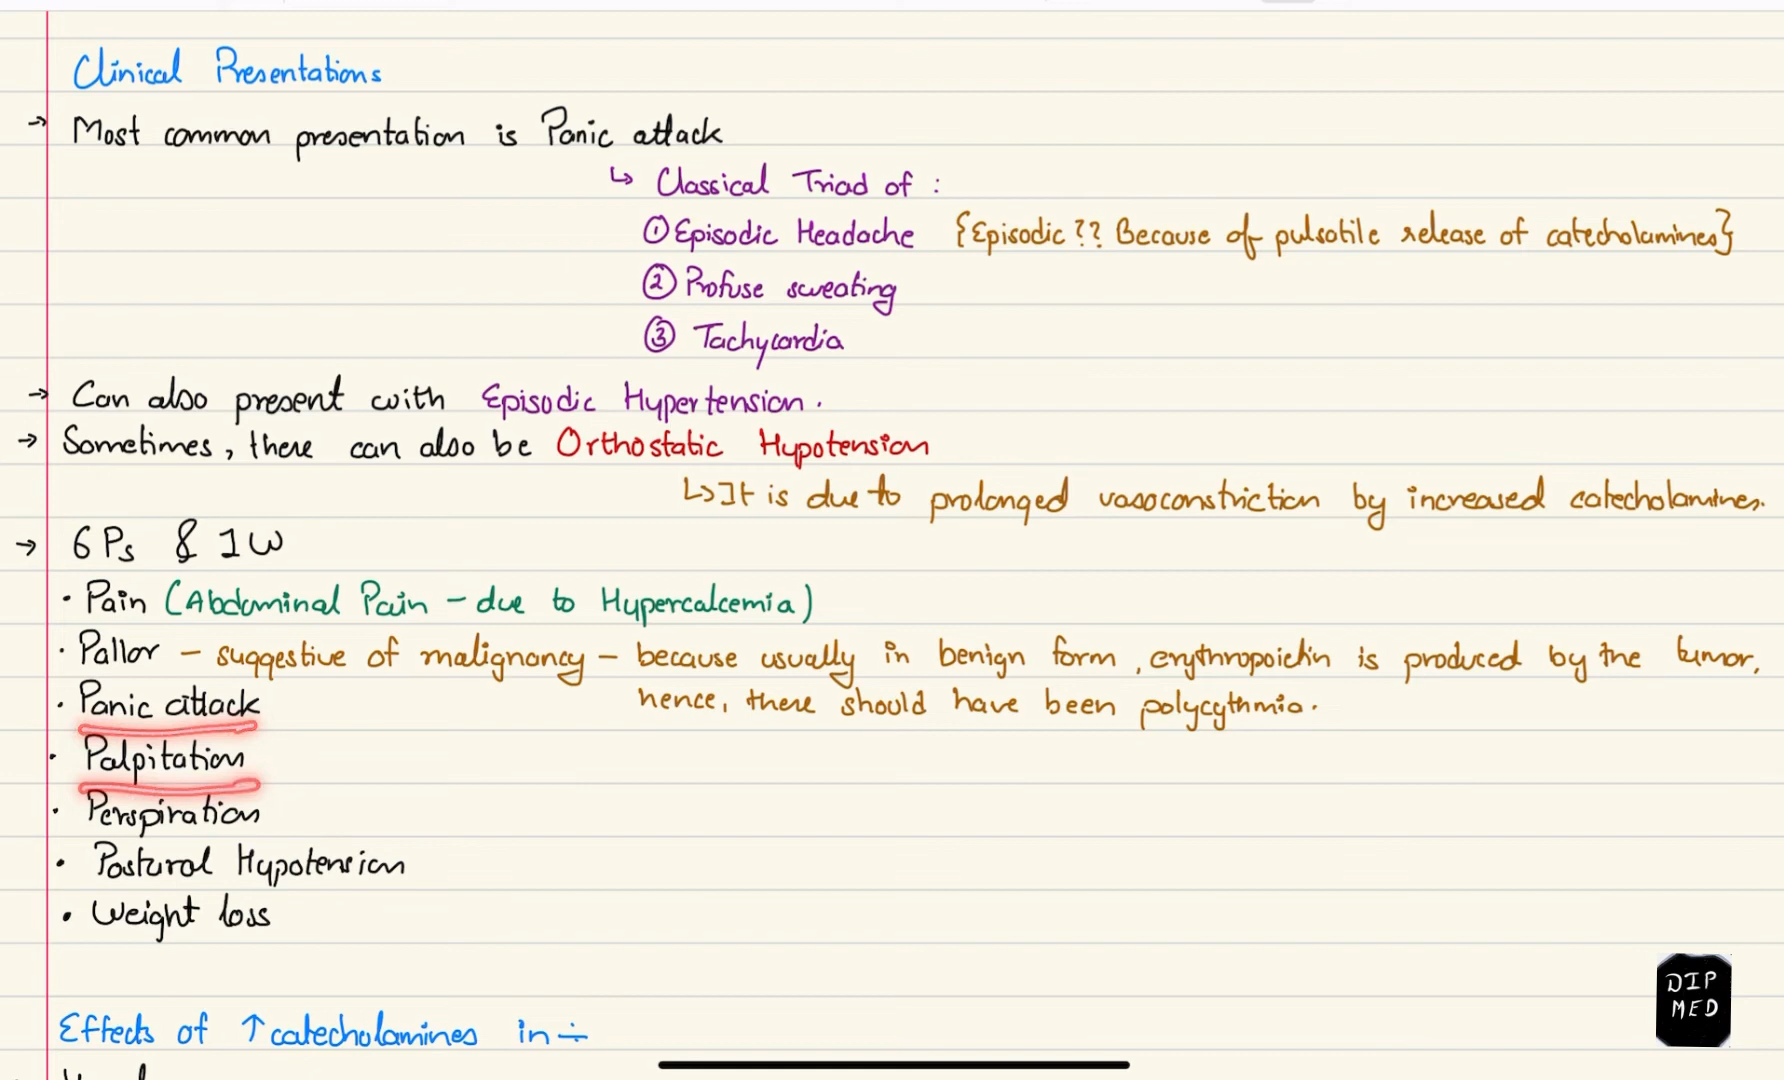 Clinical Presentations
→ Most common presentation is Panic attack
↳ Classical Triad of :
① Episodic Headache {Episodic ?? Because of pulsatile release of catecholamines}
② Profuse sweating
③ Tachycardia
→ Can also present with Episodic Hypertension.
→ Sometimes, there can also be Orthostatic Hypotension
↳ It is due to prolonged vasoconstriction by increased catecholamines.
→ 6 Ps & 1W
• Pain (Abdominal Pain - due to Hypercalcemia)
• Pallor - suggestive of malignancy - because usually in benign form, erythropoietin is produced by the tumor,
hence, there should have been polycythmia.
• Panic attack
• Palpitation
• Perspiration
• Postural Hypotension
• Weight loss
Effects of ↑ catecholamines in ÷
DIP
MED